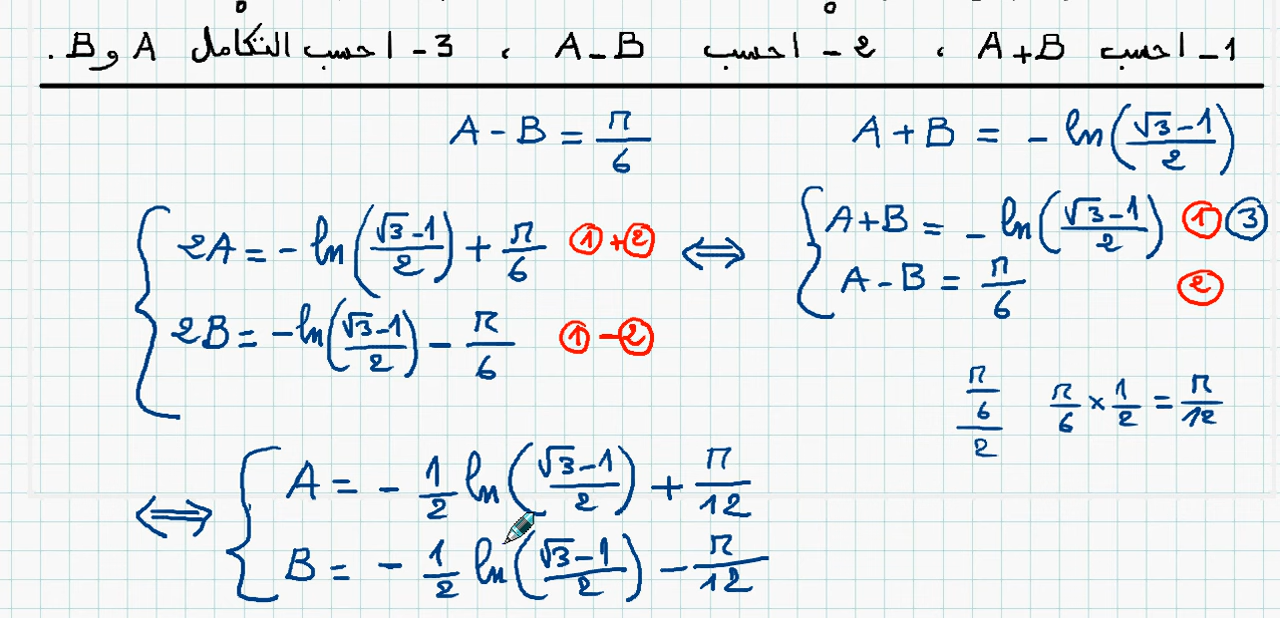 1- احسب A+B ، 2- احسب A-B ، 3- احسب التكامل A و B.
A+B = -ln((√3-1)/2) A-B = π/6
A+B = -ln((√3-1)/2) ① ③
A-B = π/6 ②
⟺
2A = -ln((√3-1)/2) + π/6 ①+②
2B = -ln((√3-1)/2) - π/6 ①-②
(π/6)/2 π/6 × 1/2 = π/12
⟺ A = -1/2 ln((√3-1)/2) + π/12
B = -1/2 ln((√3-1)/2) - π/12